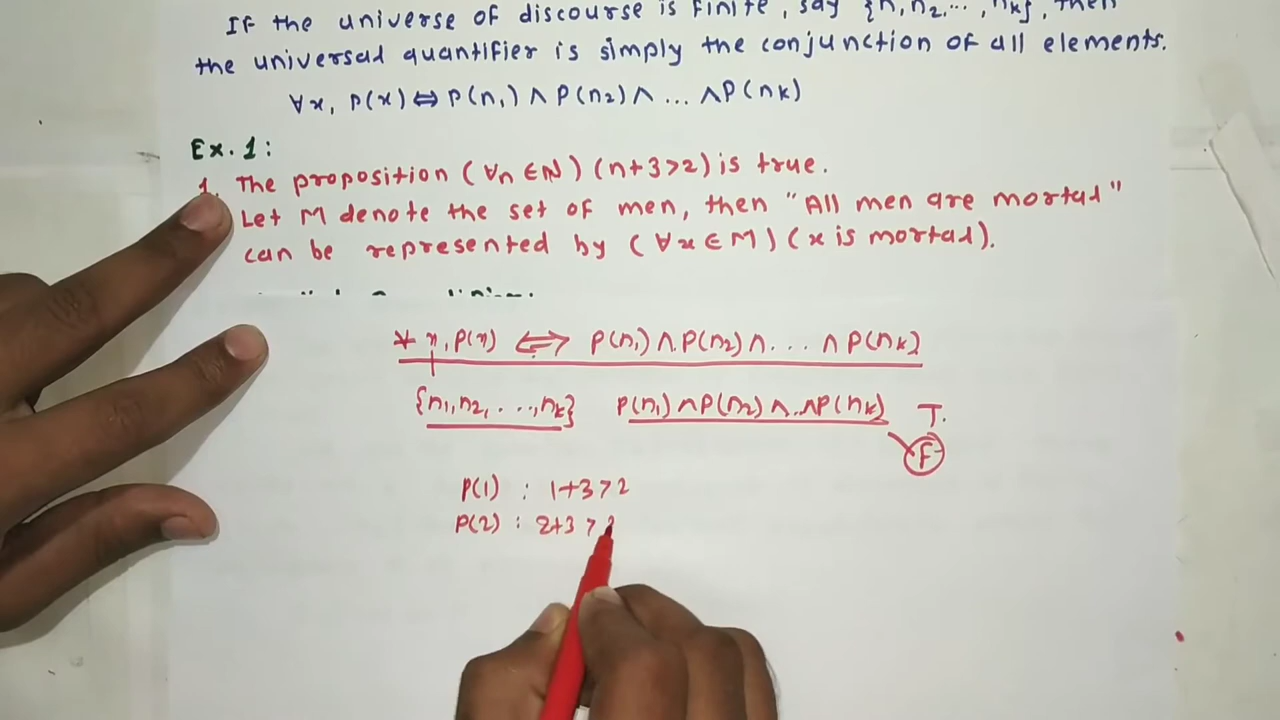 If the universe of discourse is finite, say {n, n2, ..., nk}, then
the universal quantifier is simply the conjunction of all elements.
∀x, P(x) ⇔ P(n1) ∧ P(n2) ∧ ... ∧ P(nk)
Ex. 1:
1. The proposition (∀n ∈ N) (n+3>2) is true.
Let M denote the set of men, then "All men are mortal"
can be represented by (∀x ∈ M) (x is mortal).
∀ x, P(x) ⇔ P(n1) ∧ P(n2) ∧ ... ∧ P(nk)
{n1, n2, ..., nk} P(n1) ∧ P(n2) ∧ ... ∧ P(nk) T.
F
P(1) : 1+3 > 2
P(2) : 2+3 >